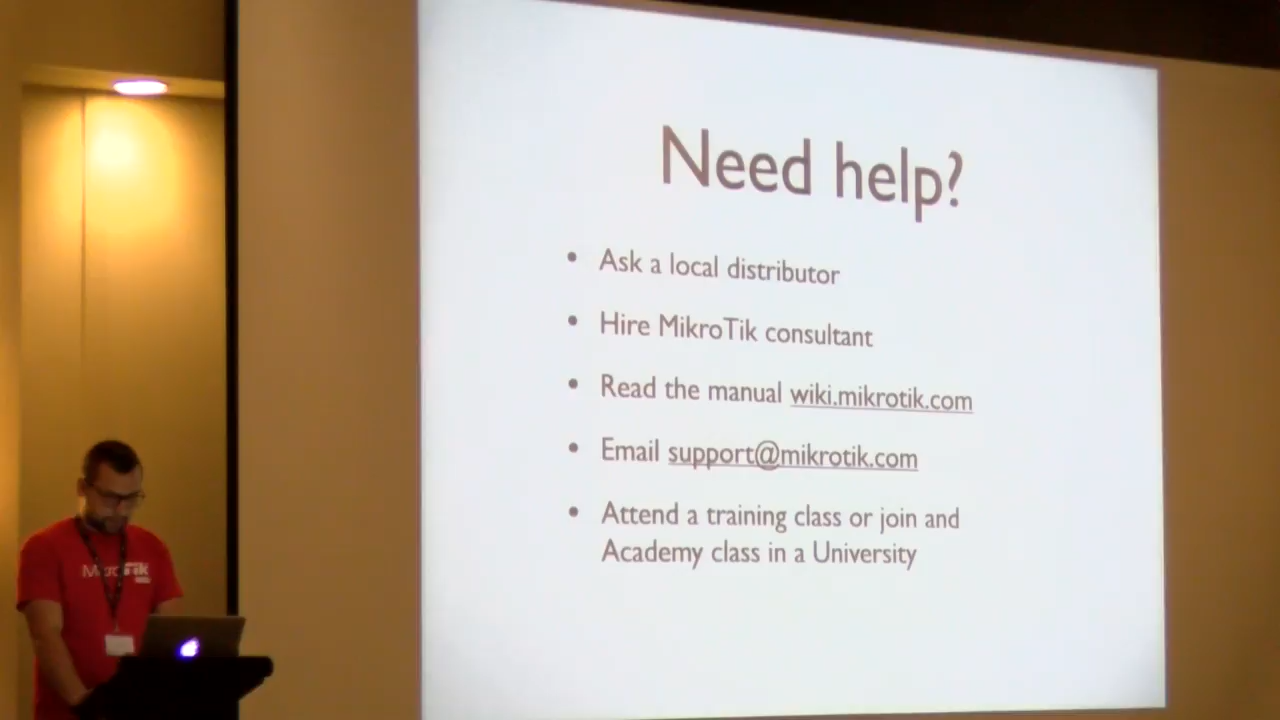 Need help?
• Ask a local distributor
• Hire MikroTik consultant
• Read the manual wiki.mikrotik.com
• Email support@mikrotik.com
• Attend a training class or join and
Academy class in a University
MikroTik